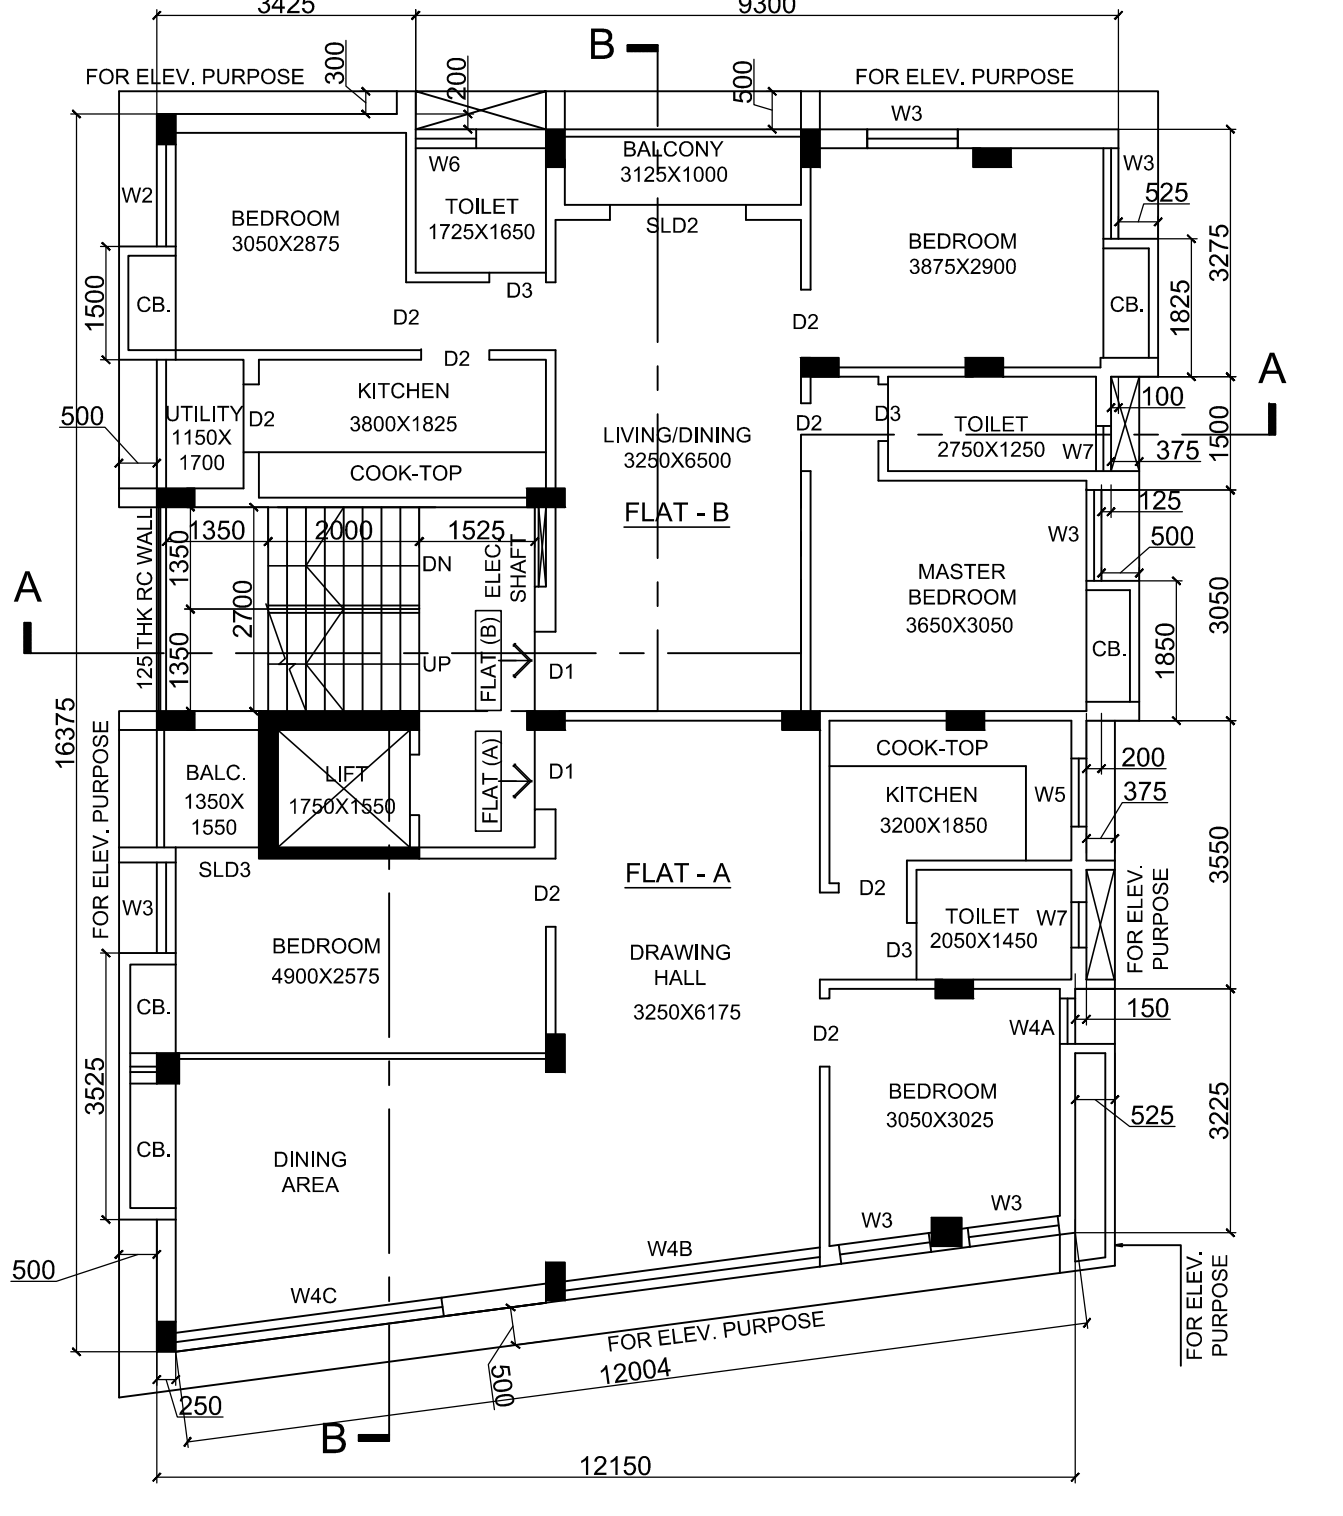 3425
9300
B
FOR ELEV. PURPOSE
300
200
500
FOR ELEV. PURPOSE
W3
W6
BALCONY
3125X1000
W3
W2
525
BEDROOM
3050X2875
TOILET
1725X1650
SLD2
BEDROOM
3875X2900
3275
1500
CB.
D3
D2
D2
CB.
1825
D2
A
KITCHEN
3800X1825
100
500
UTILITY
1150X
1700
D2
D2
D3
TOILET
2750X1250
W7
1500
375
LIVING/DINING
3250X6500
COOK-TOP
FLAT - B
125
1350
2000
1525
W3
500
125 THK RC WALL
1350
DN
ELEC
SHAFT
MASTER
BEDROOM
3650X3050
A
2700
3050
1350
UP
FLAT (B)
D1
CB.
1850
16375
FOR ELEV. PURPOSE
COOK-TOP
200
BALC.
1350X
1550
LIFT
1750X1550
FLAT (A)
D1
KITCHEN
3200X1850
W5
375
SLD3
FLAT - A
3550
W3
D2
D2
FOR ELEV.
PURPOSE
BEDROOM
4900X2575
DRAWING
HALL
3250X6175
TOILET
2050X1450
W7
D3
CB.
150
D2
W4A
3525
BEDROOM
3050X3025
525
3225
CB.
DINING
AREA
W3
W3
500
W4B
W4C
FOR ELEV. PURPOSE
FOR ELEV.
PURPOSE
12004
500
250
B
12150